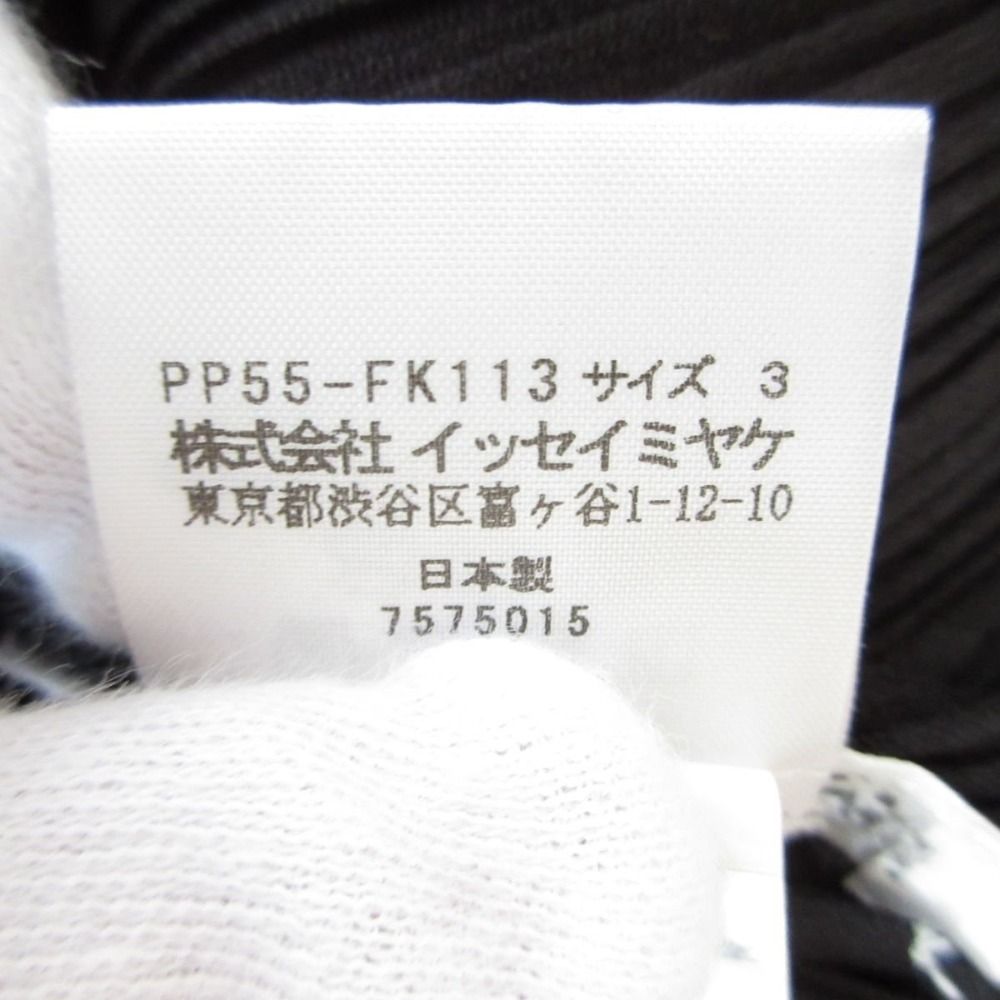 PP55-FK113 サイズ 3
株式会社 イッセイミヤケ
東京都渋谷区富ヶ谷1-12-10
日本製
7575015